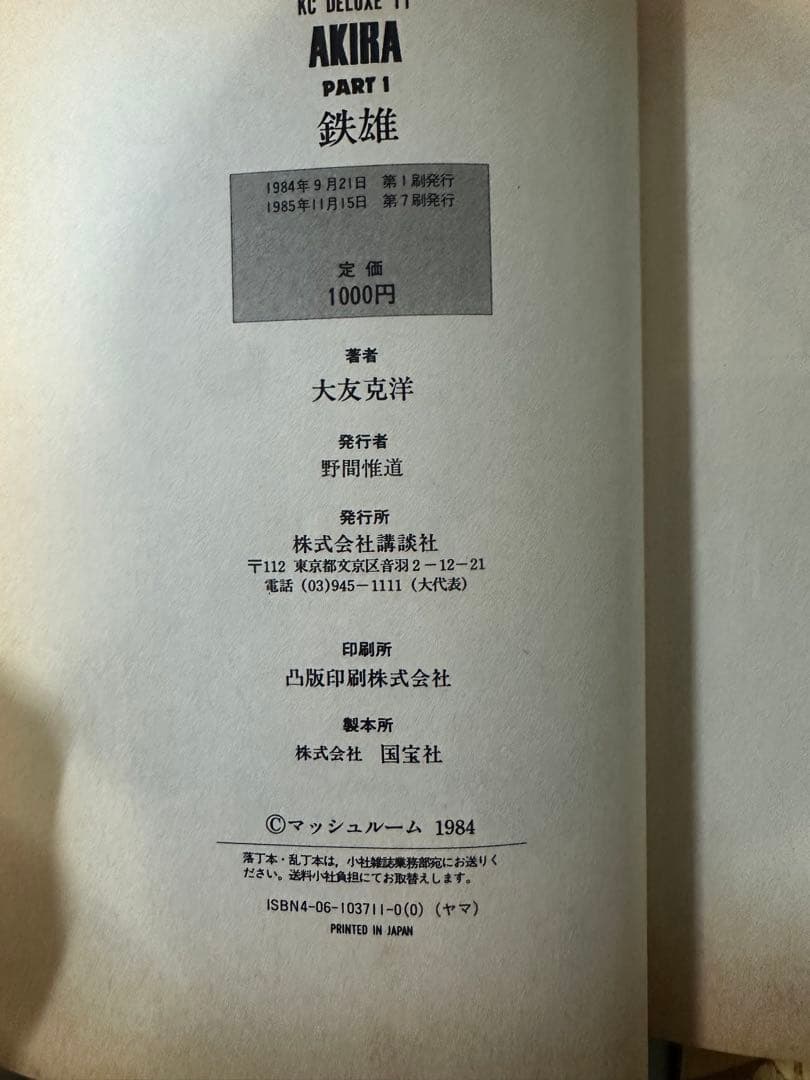 KC DELUXE 11
AKIRA
PART 1
鉄雄
1984年9月21日 第1刷発行
1985年11月15日 第7刷発行
定価
1000円
著者
大友克洋
発行者
野間惟道
発行所
株式会社講談社
〒112 東京都文京区音羽2-12-21
電話 (03)945-1111 (大代表)
印刷所
凸版印刷株式会社
製本所
株式会社 国宝社
©マッシュルーム 1984
落丁本・乱丁本は, 小社雑誌業務部宛にお送りく
ださい。送料小社負担にてお取替えします。
ISBN4-06-103711-0(0) (ヤマ)
PRINTED IN JAPAN